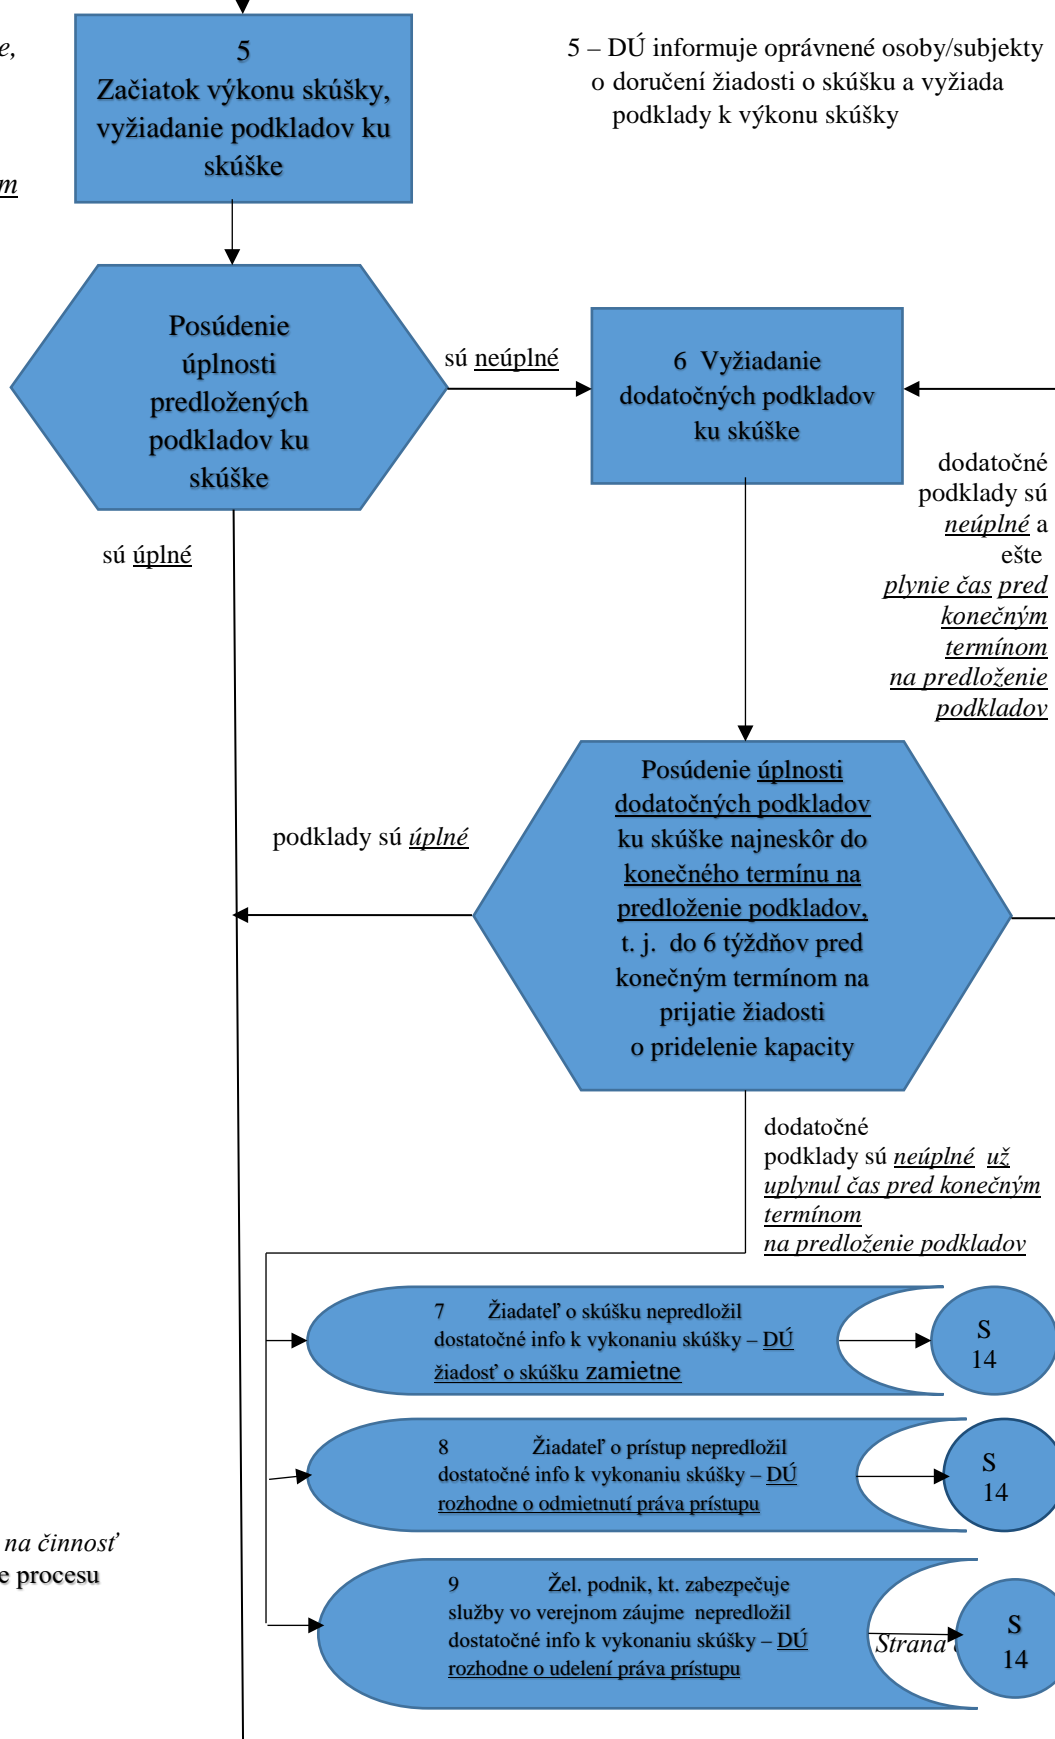 e,
m
5
Začiatok výkonu skúšky,
vyžiadanie podkladov ku
skúške
5 – DÚ informuje oprávnené osoby/subjekty
o doručení žiadosti o skúšku a vyžiada
podklady k výkonu skúšky
Posúdenie
úplnosti
predložených
podkladov ku
skúške
sú neúplné
6 Vyžiadanie
dodatočných podkladov
ku skúške
sú úplné
dodatočné
podklady sú
neúplné a
ešte
plynie čas pred
konečným
termínom
na predloženie
podkladov
podklady sú úplné
Posúdenie úplnosti
dodatočných podkladov
ku skúške najneskôr do
konečného termínu na
predloženie podkladov,
t. j. do 6 týždňov pred
konečným termínom na
prijatie žiadosti
o pridelenie kapacity
dodatočné
podklady sú neúplné už
uplynul čas pred konečným
termínom
na predloženie podkladov
7 Žiadateľ o skúšku nepredložil
dostatočné info k vykonaniu skúšky – DÚ
žiadosť o skúšku zamietne
S
14
8 Žiadateľ o prístup nepredložil
dostatočné info k vykonaniu skúšky – DÚ
rozhodne o odmietnutí práva prístupu
S
14
na činnosť
e procesu
9 Žel. podnik, kt. zabezpečuje
služby vo verejnom záujme nepredložil
dostatočné info k vykonaniu skúšky – DÚ
rozhodne o udelení práva prístupu
Strana
S
14